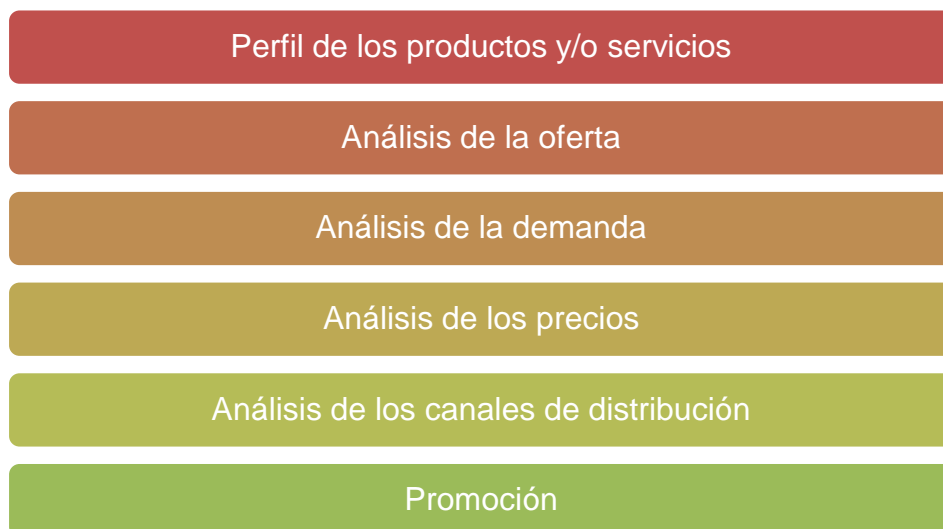 Perfil de los productos y/o servicios
Análisis de la oferta
Análisis de la demanda
Análisis de los precios
Análisis de los canales de distribución
Promoción